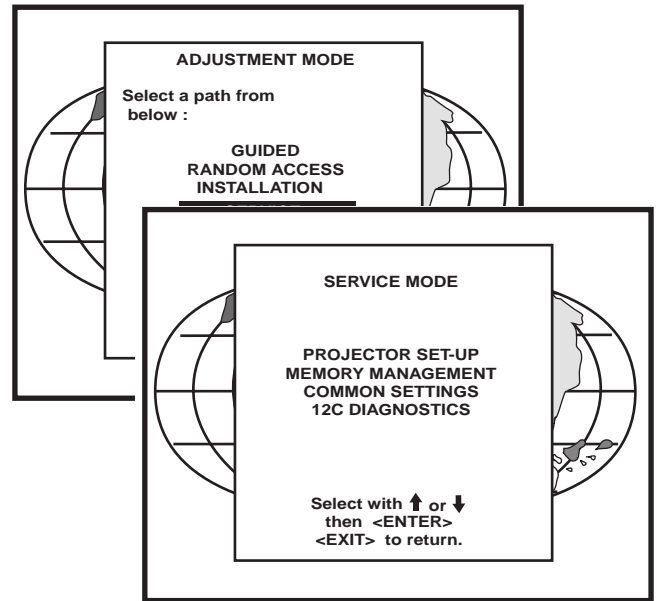 ADJUSTMENT MODE
Select a path from
below :
GUIDED
RANDOM ACCESS
INSTALLATION
SERVICE MODE
PROJECTOR SET-UP
MEMORY MANAGEMENT
COMMON SETTINGS
12C DIAGNOSTICS
Select with ⬆ or ⬇
then <ENTER>
<EXIT> to return.